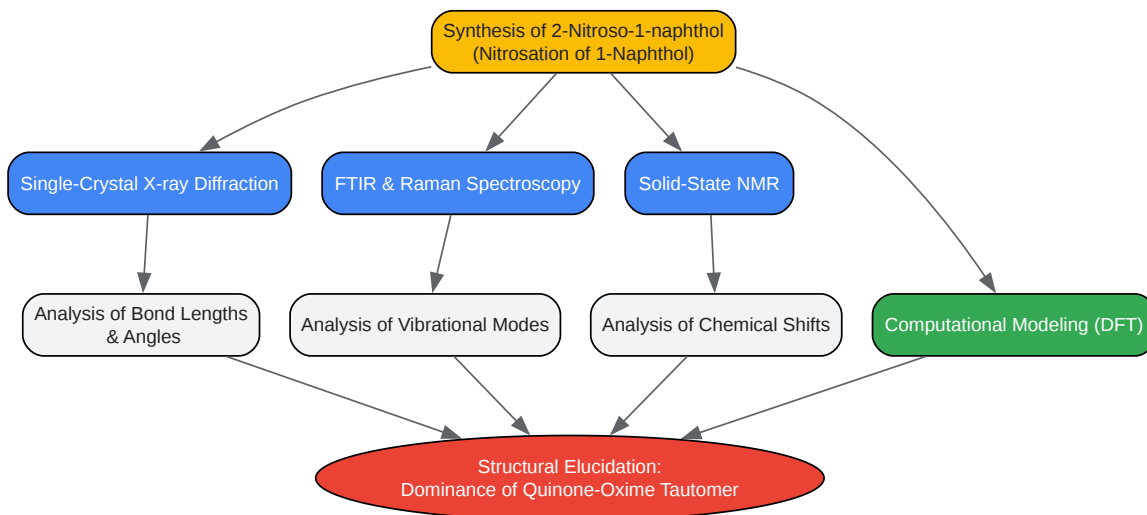 Synthesis of 2-Nitroso-1-naphthol
(Nitrosation of 1-Naphthol)
Single-Crystal X-ray Diffraction
FTIR & Raman Spectroscopy
Solid-State NMR
Analysis of Bond Lengths
& Angles
Analysis of Vibrational Modes
Analysis of Chemical Shifts
Computational Modeling (DFT)
Structural Elucidation:
Dominance of Quinone-Oxime Tautomer